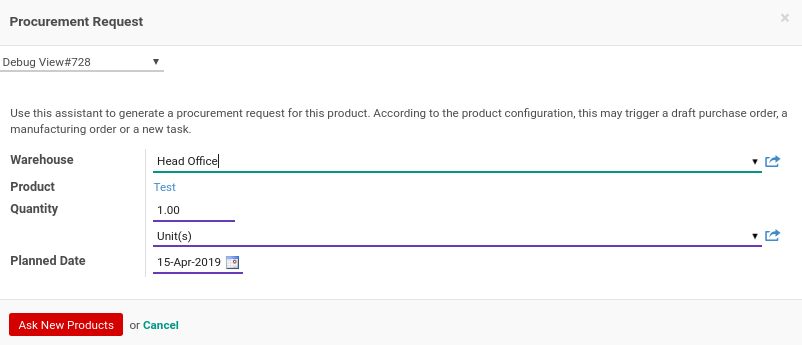 Procurement Request
×
Debug View#728
Use this assistant to generate a procurement request for this product. According to the product configuration, this may trigger a draft purchase order, a
manufacturing order or a new task.
Warehouse Head Office
Product Test
Quantity 1.00
Unit(s)
Planned Date 15-Apr-2019
Ask New Products or Cancel